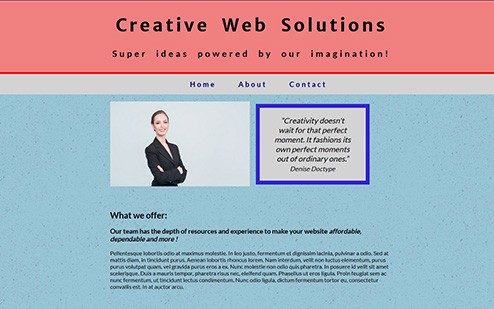 Creative Web Solutions
Super ideas powered by our imagination!
Home About Contact
"Creativity doesn't
wait for that perfect
moment. It fashions its
own perfect moments
out of ordinary ones."
Denise Doctype
What we offer:
Our team has the depth of resources and experience to make your website affordable,
dependable and more !
Pellentesque lobortis odio at maximus molestie. In leo justo, fermentum et dignissim lacinia, pulvinar a odio. Sed at
mattis diam, in tincidunt purus. Aenean lobortis rhoncus lorem. Nam interdum, velit non luctus elementum, purus
purus volutpat quam, vel gravida purus eros a ex. Nunc molestie non odio quis pharetra. In posuere id velit sit amet
scelerisque. Duis a mauris tempor, pharetra risus nec, eleifend quam. Phasellus ut eros ligula. Proin feugiat sem ac
nunc fermentum, ut tincidunt lectus condimentum. Nunc odio ligula, dictum fermentum tortor eu, consectetur
convallis est. In at auctor arcu.